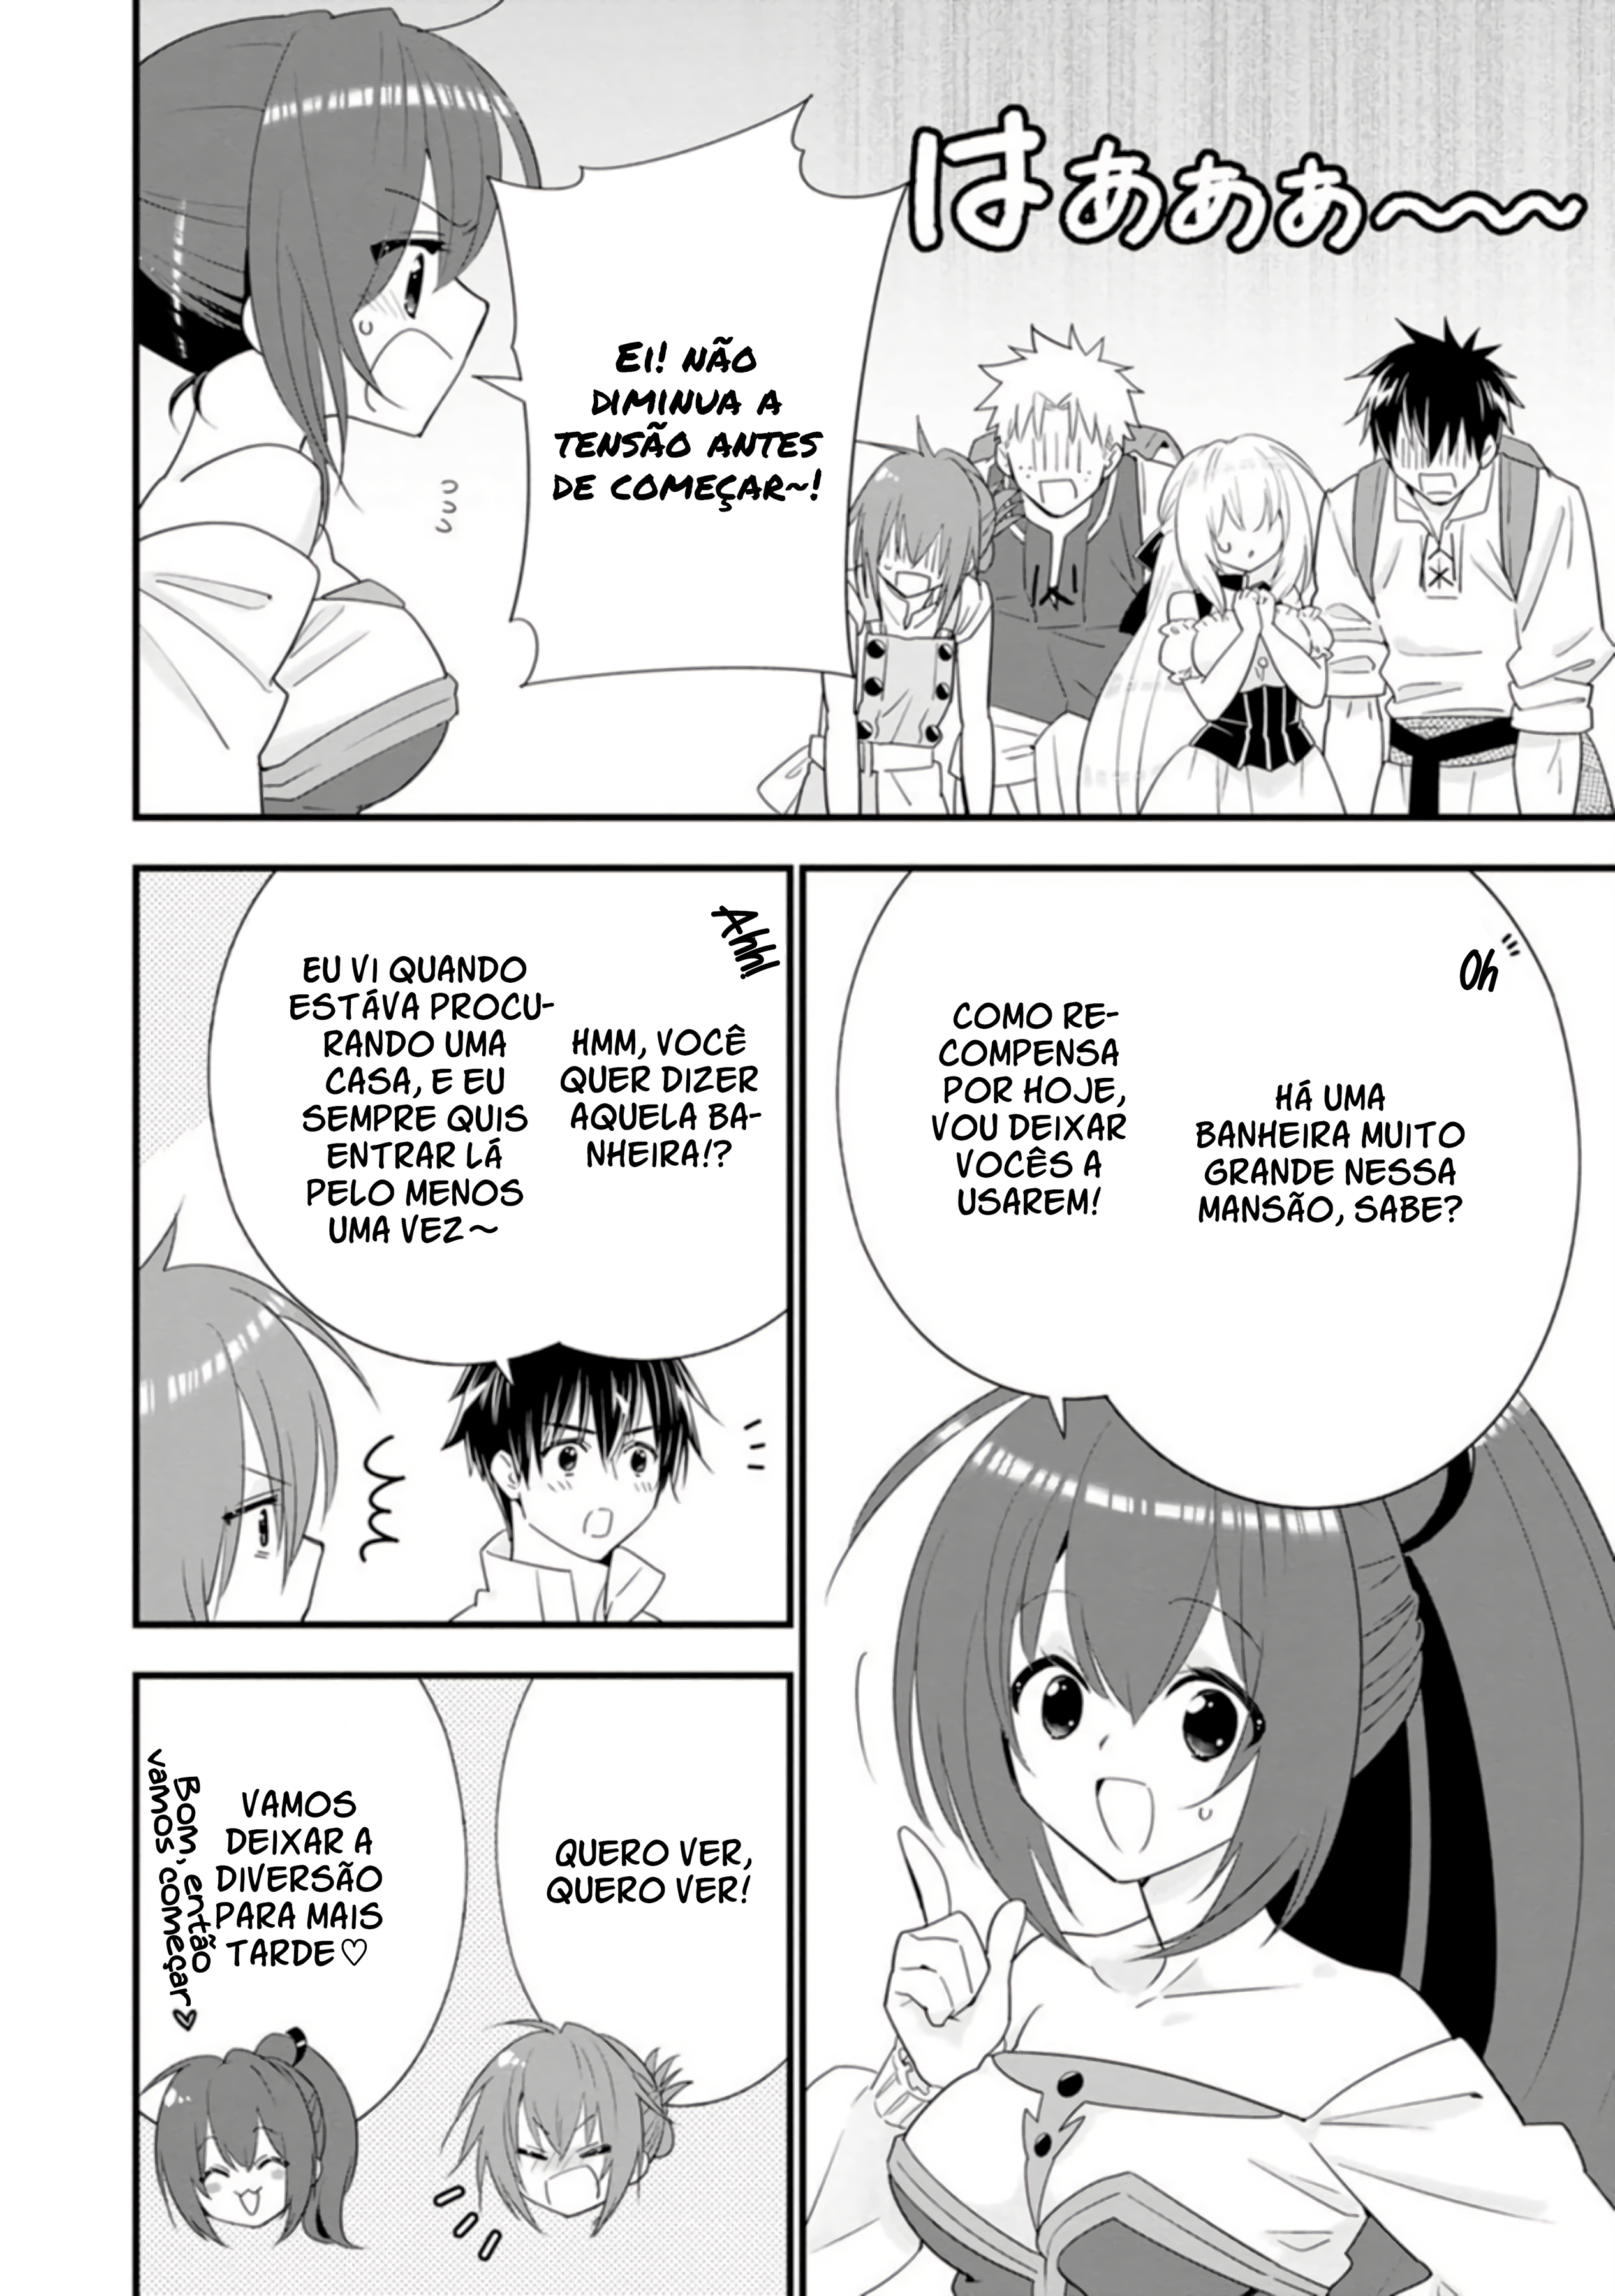 はぁぁぁ〜〜
EI! NÃO
DIMINUA A
TENSÃO ANTES
DE COMEÇAR~!
Oh
HÁ UMA
BANHEIRA MUITO
GRANDE NESSA
MANSÃO, SABE?
COMO RE-
COMPENSA
POR HOJE,
VOU DEIXAR
VOCÊS A
USAREM!
Ahh!
HMM, VOCÊ
QUER DIZER
AQUELA BA-
NHEIRA!?
EU VI QUANDO
ESTÁVA PROCU-
RANDO UMA
CASA, E EU
SEMPRE QUIS
ENTRAR LÁ
PELO MENOS
UMA VEZ~
QUERO VER,
QUERO VER!
VAMOS
DEIXAR A
DIVERSÃO
PARA MAIS
TARDE♡
Bom, então
vamos começar♡